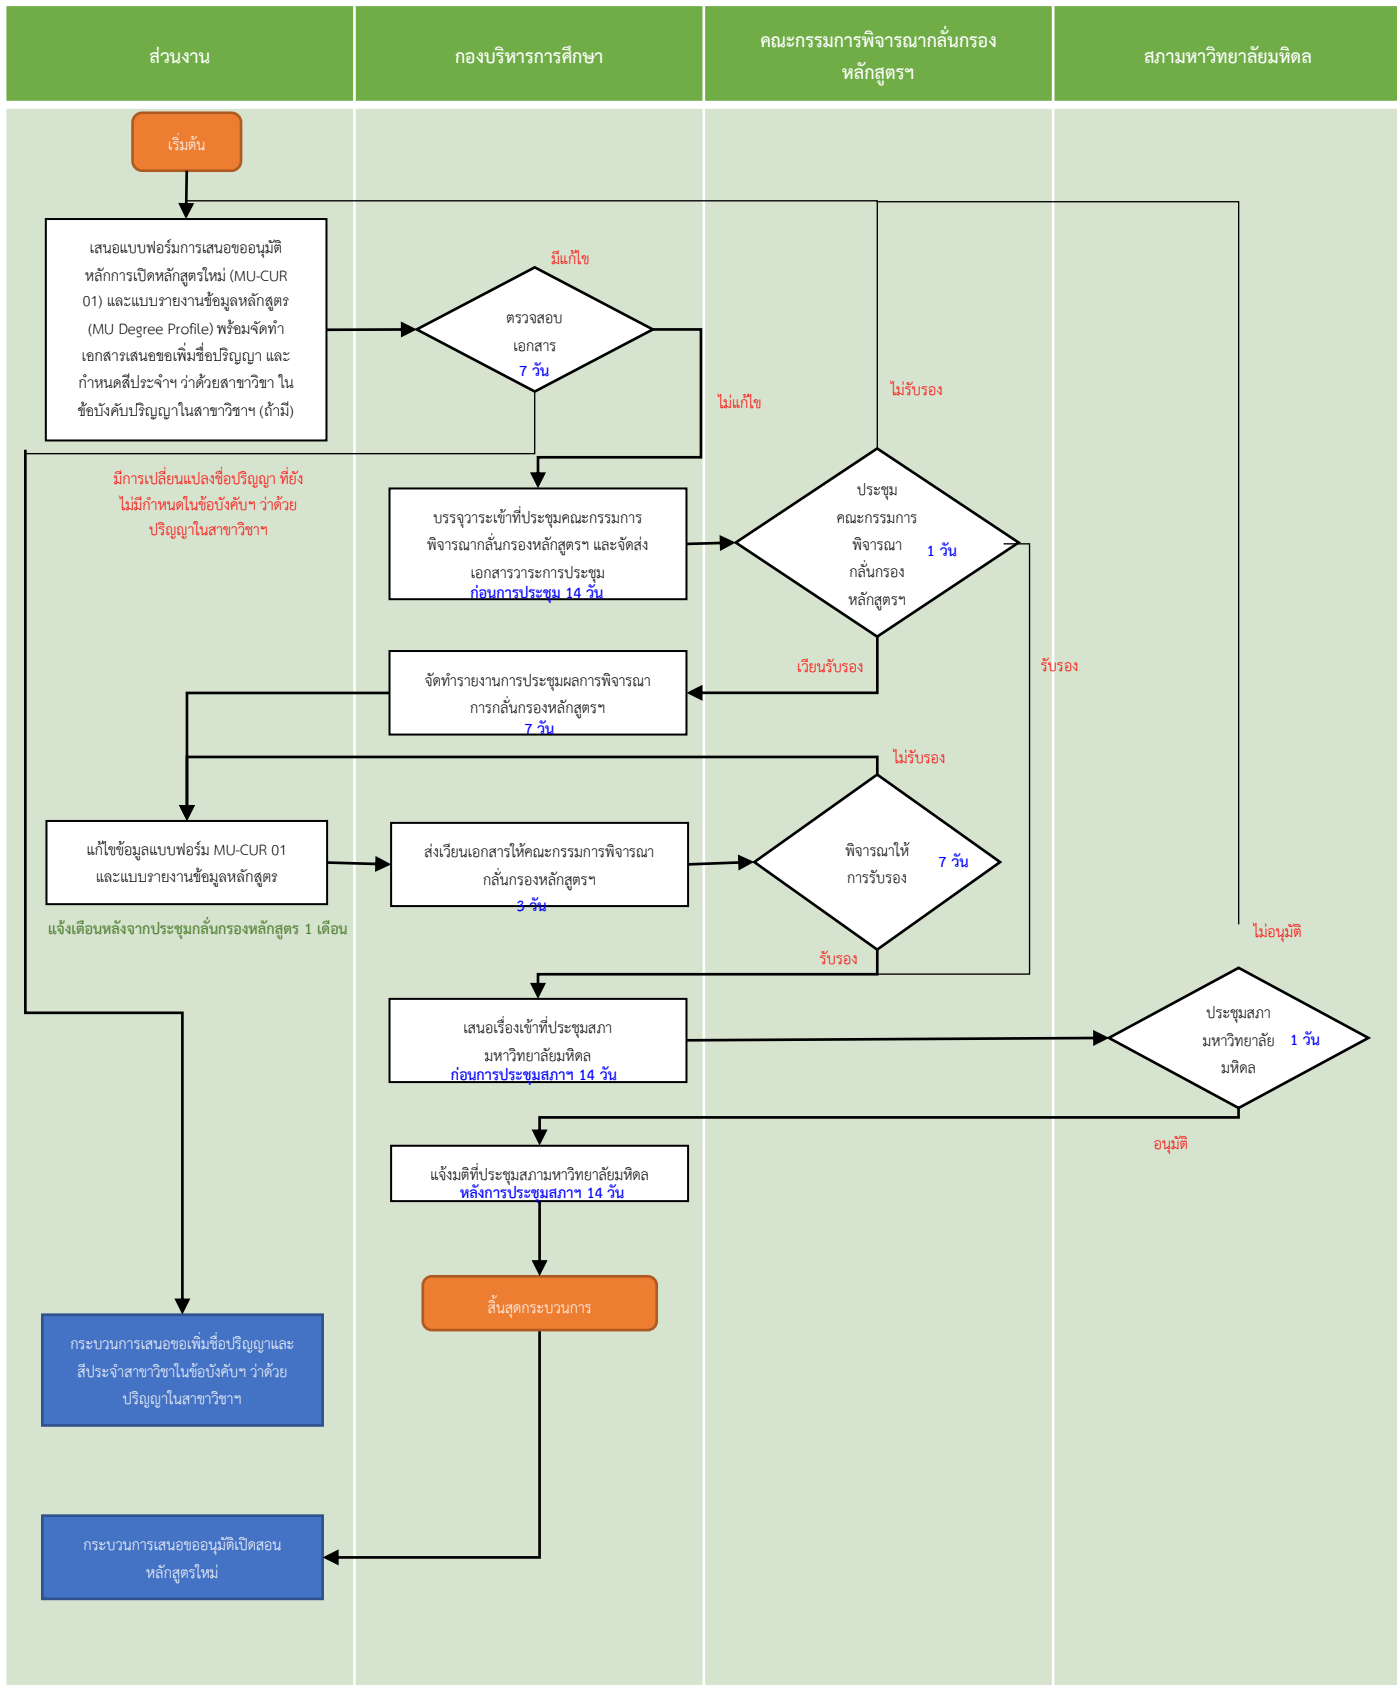 ส่วนงาน
กองบริหารการศึกษา
คณะกรรมการพิจารณากลั่นกรอง
หลักสูตรฯ
สภามหาวิทยาลัยมหิดล
เริ่มต้น
เสนอแบบฟอร์มการเสนอขออนุมัติ
หลักการเปิดหลักสูตรใหม่ (MU-CUR
01) และแบบรายงานข้อมูลหลักสูตร
(MU Degree Profile) พร้อมจัดทำ
เอกสารเสนอขอเพิ่มชื่อปริญญา และ
กำหนดสีประจำฯ ว่าด้วยสาขาวิขา ใน
ข้อบังคับปริญญาในสาขาวิชาฯ (ถ้ามี)
มีแก้ไข
ตรวจสอบ
เอกสาร
7 วัน
ไม่แก้ไข
ไม่รับรอง
มีการเปลี่ยนแปลงชื่อปริญญา ที่ยัง
ไม่มีกำหนดในข้อบังคับฯ ว่าด้วย
ปริญญาในสาขาวิชาฯ
บรรจุวาระเข้าที่ประชุมคณะกรรมการ
พิจารณากลั่นกรองหลักสูตรฯ และจัดส่ง
เอกสารวาระการประชุม
ก่อนการประชุม 14 วัน
ประชุม
คณะกรรมการ
พิจารณา
กลั่นกรอง
หลักสูตรฯ
1 วัน
เวียนรับรอง
รับรอง
จัดทำรายงานการประชุมผลการพิจารณา
การกลั่นกรองหลักสูตรฯ
7 วัน
ไม่รับรอง
แก้ไขข้อมูลแบบฟอร์ม MU-CUR 01
และแบบรายงานข้อมูลหลักสูตร
แจ้งเตือนหลังจากประชุมกลั่นกรองหลักสูตร 1 เดือน
ส่งเวียนเอกสารให้คณะกรรมการพิจารณา
กลั่นกรองหลักสูตรฯ
3 วัน
พิจารณาให้
การรับรอง
7 วัน
รับรอง
ไม่อนุมัติ
เสนอเรื่องเข้าที่ประชุมสภา
มหาวิทยาลัยมหิดล
ก่อนการประชุมสภาฯ 14 วัน
ประชุมสภา
มหาวิทยาลัย
มหิดล
1 วัน
อนุมัติ
แจ้งมติที่ประชุมสภามหาวิทยาลัยมหิดล
หลังการประชุมสภาฯ 14 วัน
สิ้นสุดกระบวนการ
กระบวนการเสนอขอเพิ่มชื่อปริญญาและ
สีประจำสาขาวิชาในข้อบังคับฯ ว่าด้วย
ปริญญาในสาขาวิชาฯ
กระบวนการเสนอขออนุมัติเปิดสอน
หลักสูตรใหม่